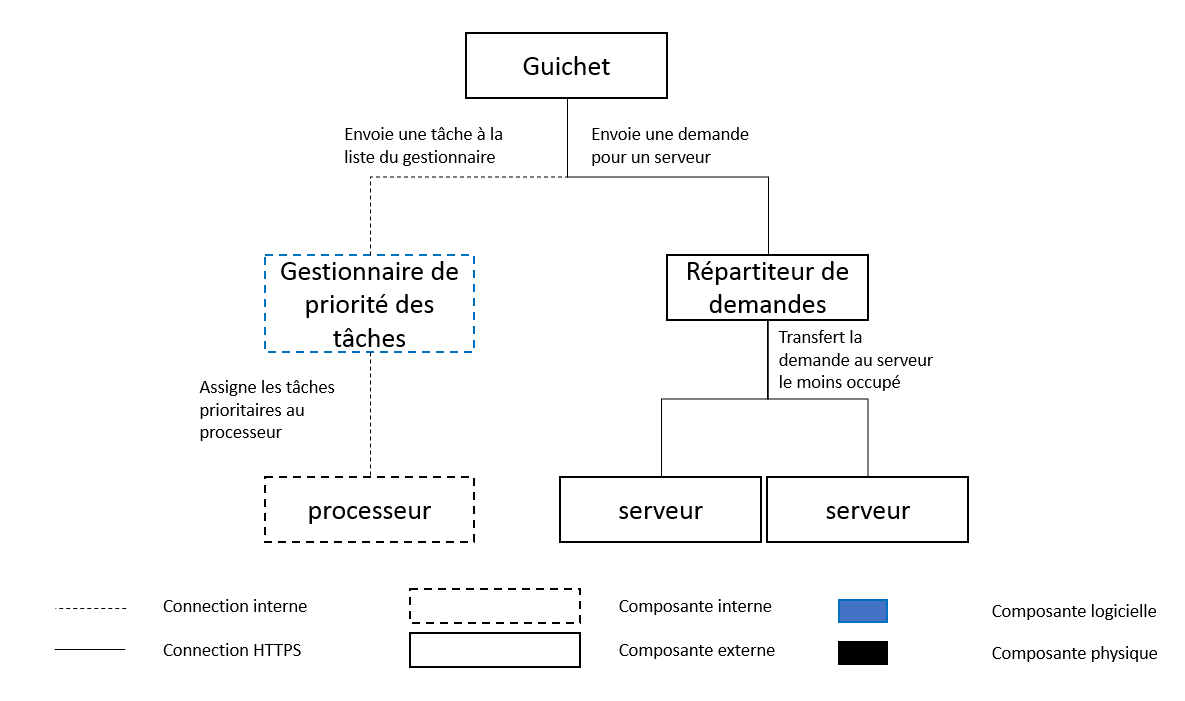 Guichet
Envoie une tâche à la
liste du gestionnaire
Envoie une demande
pour un serveur
Gestionnaire de
priorité des
tâches
Répartiteur de
demandes
Transfert la
demande au serveur
le moins occupé
Assigne les tâches
prioritaires au
processeur
processeur
serveur
serveur
Connection interne
Composante interne
Composante logicielle
Connection HTTPS
Composante externe
Composante physique